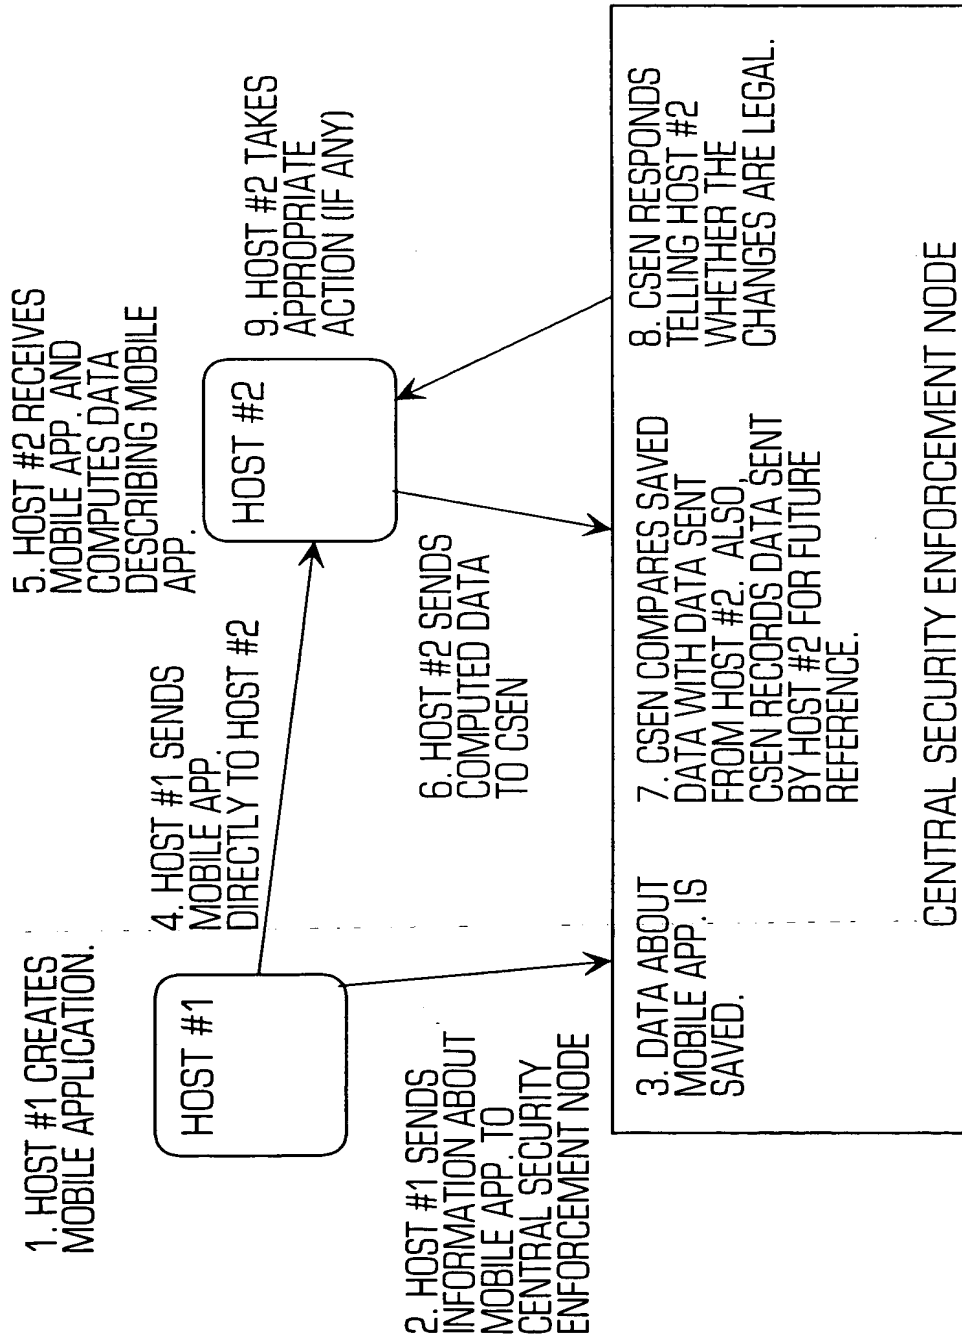 1. HOST #1 CREATES
MOBILE APPLICATION.
HOST #1
2. HOST #1 SENDS
INFORMATION ABOUT
MOBILE APP. TO
CENTRAL SECURITY
ENFORCEMENT NODE
3. DATA ABOUT
MOBILE APP. IS
SAVED.
4. HOST #1 SENDS
MOBILE APP.
DIRECTLY TO HOST #2
5. HOST #2 RECEIVES
MOBILE APP. AND
COMPUTES DATA
DESCRIBING MOBILE
APP.
HOST #2
6. HOST #2 SENDS
COMPUTED DATA
TO CSEN
7. CSEN COMPARES SAVED
DATA WITH DATA SENT
FROM HOST #2. ALSO,
CSEN RECORDS DATA SENT
BY HOST #2 FOR FUTURE
REFERENCE.
8. CSEN RESPONDS
TELLING HOST #2
WHETHER THE
CHANGES ARE LEGAL.
9. HOST #2 TAKES
APPROPRIATE
ACTION (IF ANY)
CENTRAL SECURITY ENFORCEMENT NODE